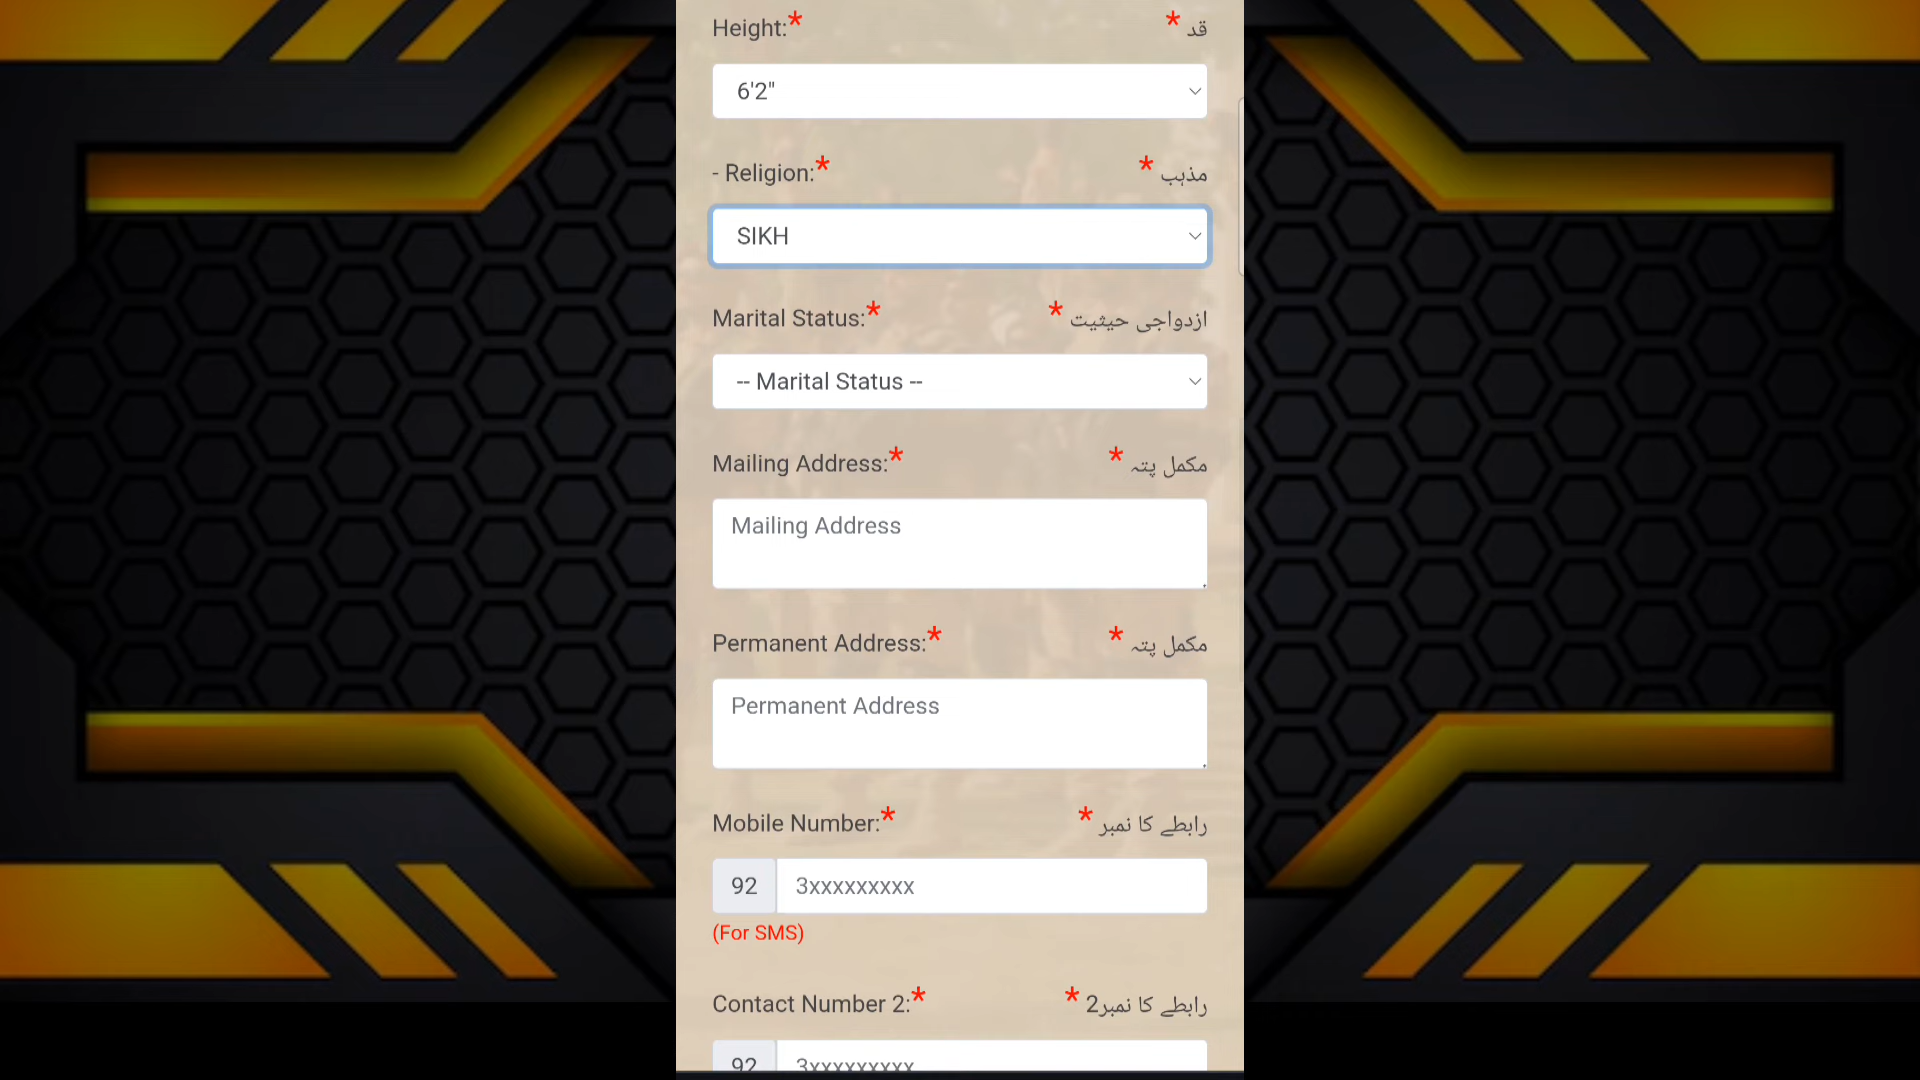 Height:* * قد
6'2"
- Religion:* * مذہب
SIKH
Marital Status:* * ازدواجی حیثیت
-- Marital Status --
Mailing Address:* * مکمل پتہ
Mailing Address
Permanent Address:* * مکمل پتہ
Permanent Address
Mobile Number:* * رابطے کا نمبر
92 3xxxxxxxxx
(For SMS)
Contact Number 2:* * رابطے کا نمبر2
92 3xxxxxxxxx